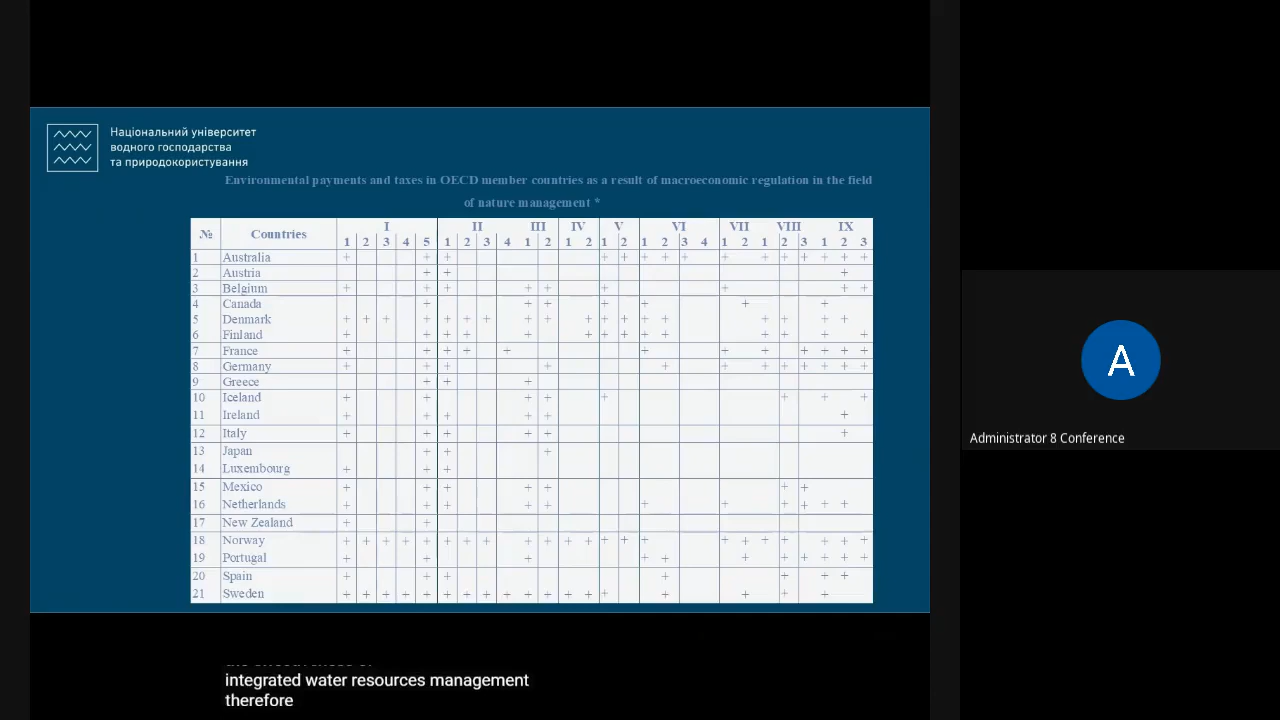 Національний університет
водного господарства
та природокористування
Environmental payments and taxes in OECD member countries as a result of macroeconomic regulation in the field
of nature management *
№ Countries I II III IV V VI VII VIII IX
1 2 3 4 5 1 2 3 4 1 2 1 2 1 2 1 2 3 4 1 2 1 2 3 1 2 3
1 Australia + + + + + + + + + + + + + + +
2 Austria + + +
3 Belgium + + + + + + + + +
4 Canada + + + + + + +
5 Denmark + + + + + + + + + + + + + + + + + +
6 Finland + + + + + + + + + + + + + +
7 France + + + + + + + + + + + +
8 Germany + + + + + + + + + + + +
9 Greece + + +
10 Iceland + + + + + + + +
11 Ireland + + + + + +
12 Italy + + + + + +
13 Japan + + +
14 Luxembourg + + +
15 Mexico + + + + + + +
16 Netherlands + + + + + + + + + + +
17 New Zealand + +
18 Norway + + + + + + + + + + + + + + + + + + + + + +
19 Portugal + + + + + + + + + + +
20 Spain + + + + + + +
21 Sweden + + + + + + + + + + + + + + + + + +
integrated water resources management
therefore
A
Administrator 8 Conference